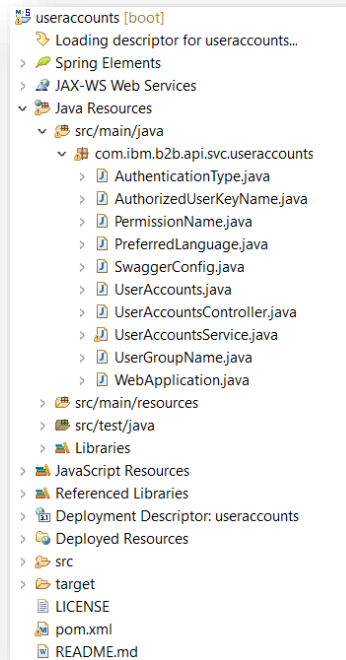 useraccounts [boot]
Loading descriptor for useraccounts...
Spring Elements
JAX-WS Web Services
Java Resources
src/main/java
com.ibm.b2b.api.svc.useraccounts
AuthenticationType.java
AuthorizedUserKeyName.java
PermissionName.java
PreferredLanguage.java
SwaggerConfig.java
UserAccounts.java
UserAccountsController.java
UserAccountsService.java
UserGroupName.java
WebApplication.java
src/main/resources
src/test/java
Libraries
JavaScript Resources
Referenced Libraries
Deployment Descriptor: useraccounts
Deployed Resources
src
target
LICENSE
pom.xml
README.md